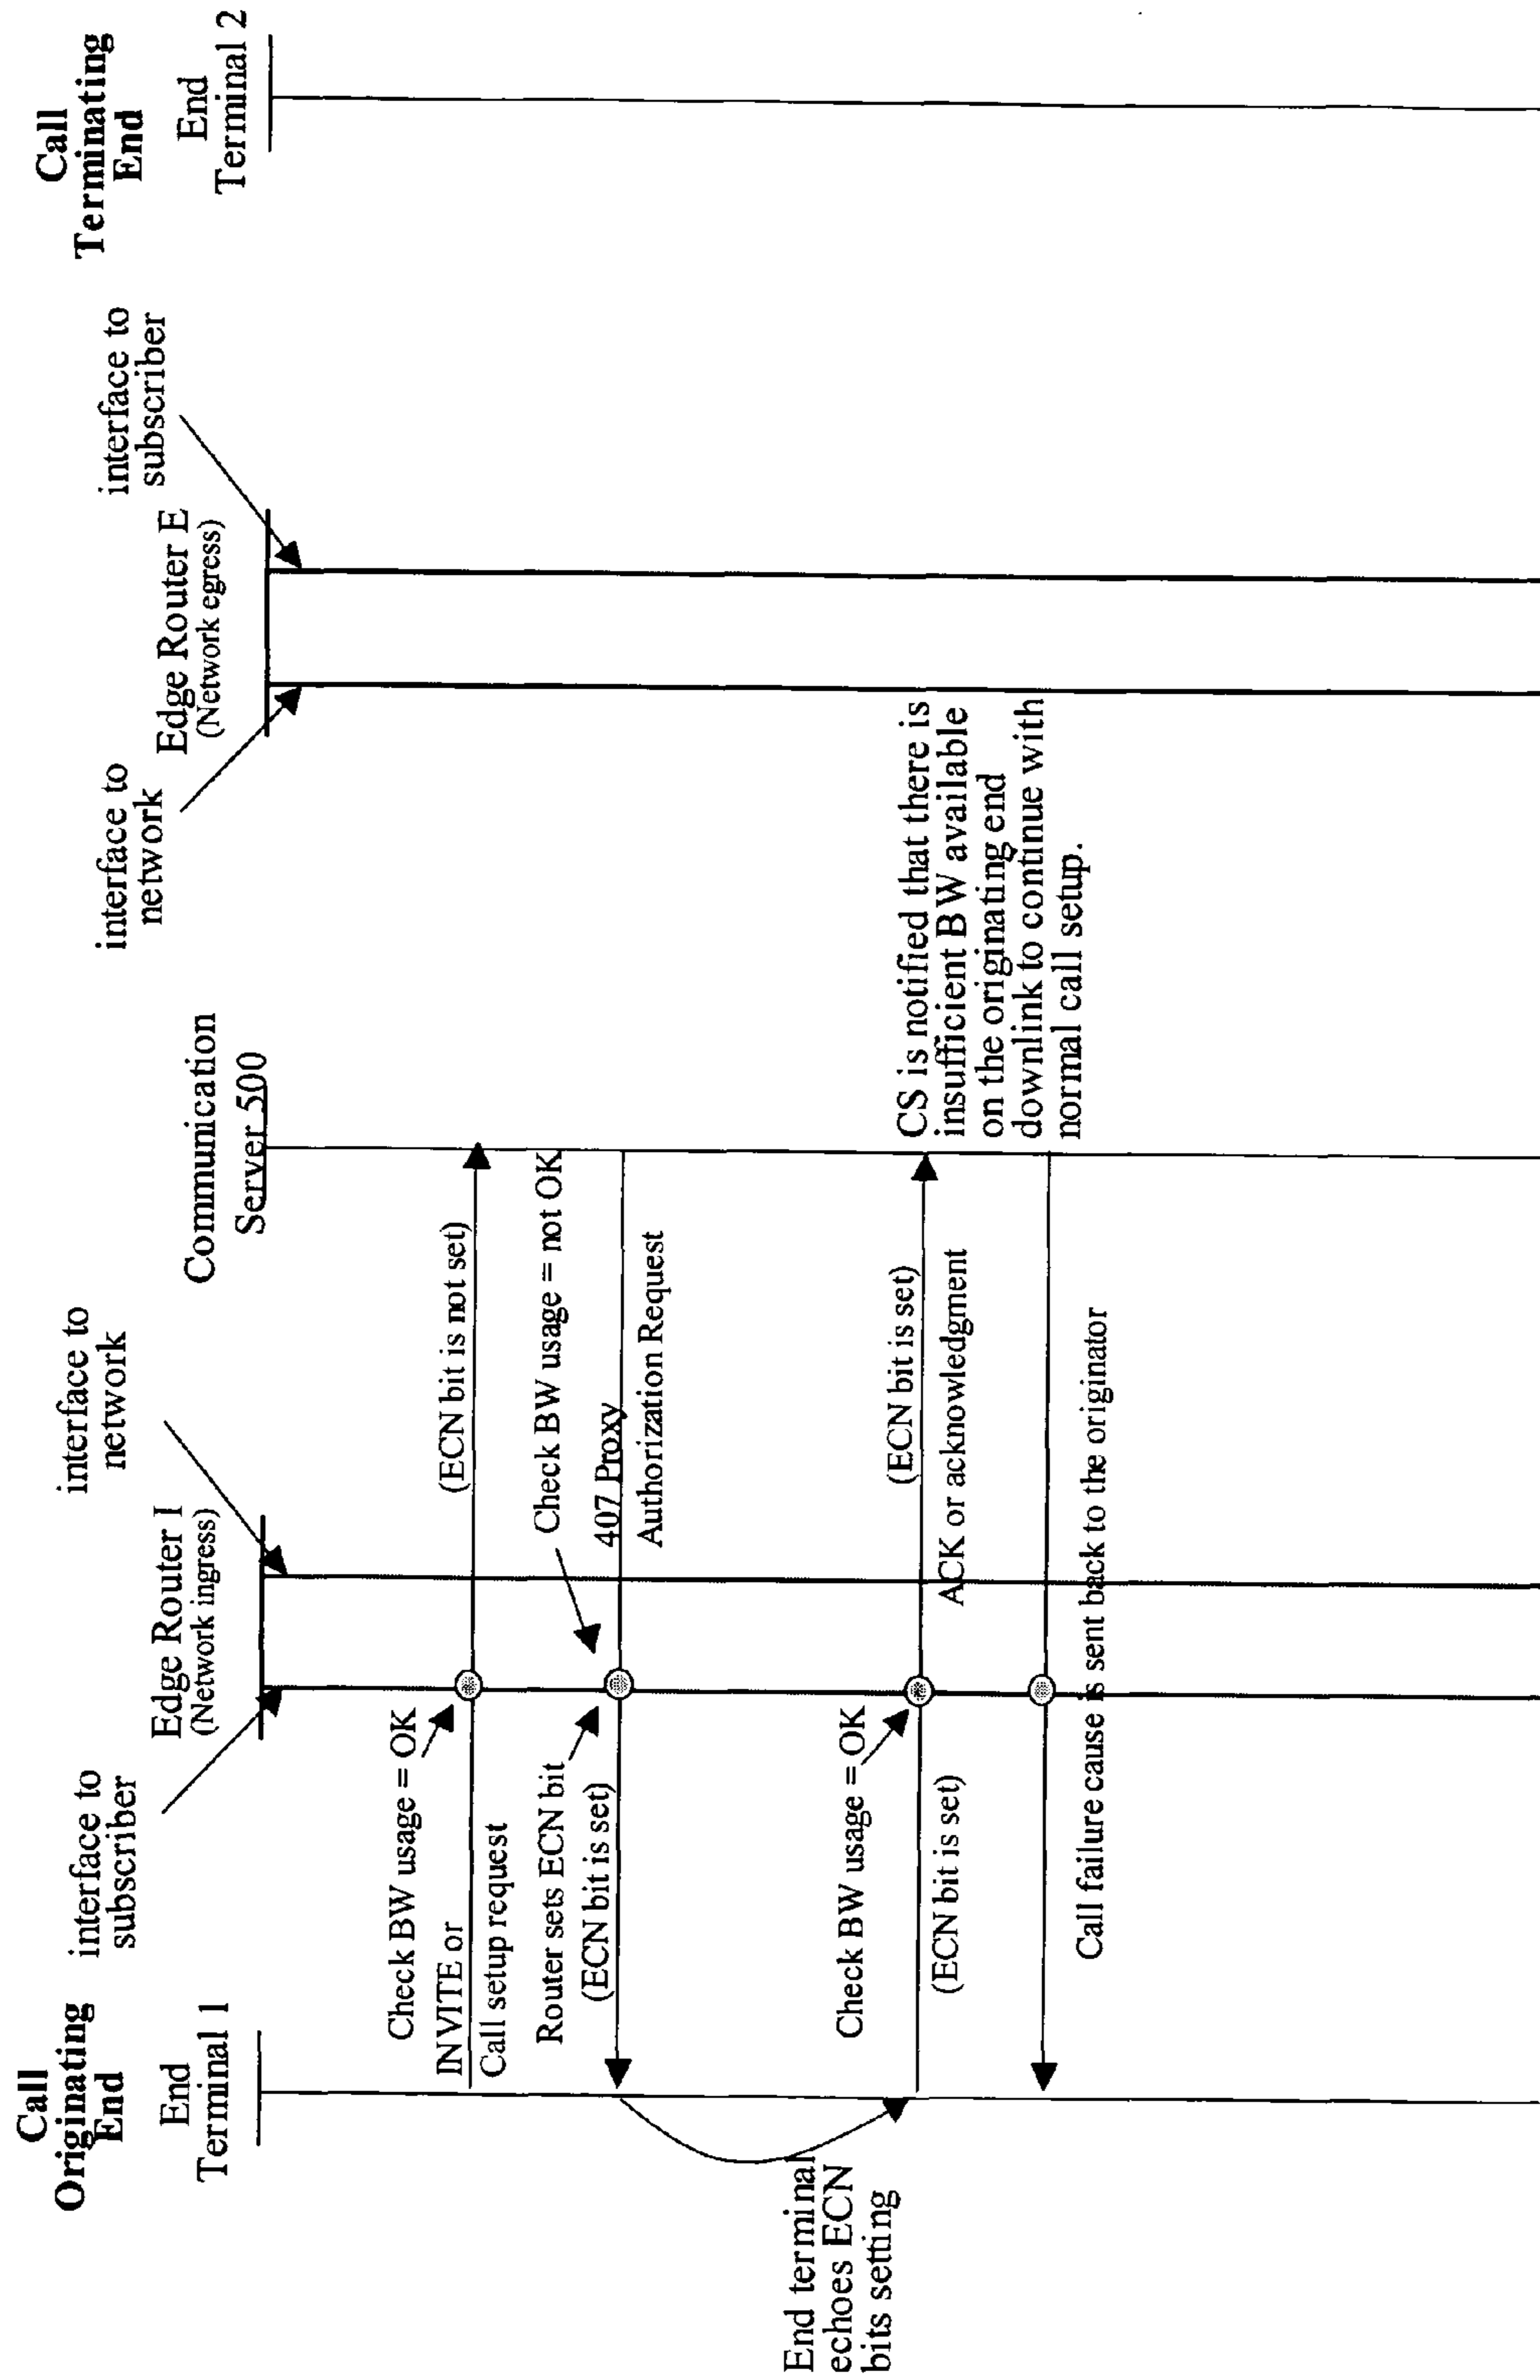 Call
Originating
End
End
Terminal 1
interface to
subscriber
Edge Router I
(Network ingress)
interface to
network
Communication
Server 500
interface to
network
Edge Router E
(Network egress)
interface to
subscriber
Call
Terminating
End
End
Terminal 2
Check BW usage = OK
INVITE or
Call setup request
(ECN bit is not set)
Router sets ECN bit
(ECN bit is set)
Check BW usage = not OK
407 Proxy
Authorization Request
End terminal
echoes ECN
bits setting
Check BW usage = OK
(ECN bit is set)
(ECN bit is set)
ACK or acknowledgment
CS is notified that there is
insufficient BW available
on the originating end
downlink to continue with
normal call setup.
Call failure cause is sent back to the originator